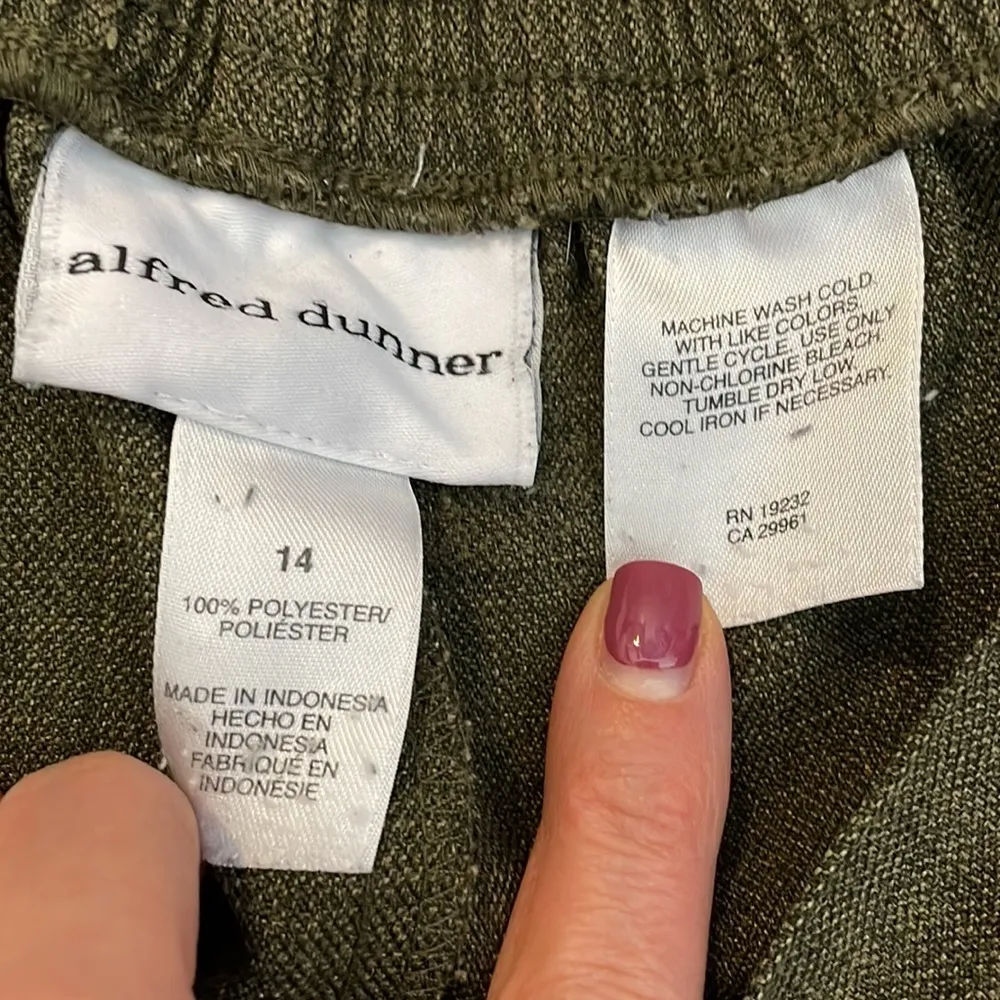 alfred dunner
14
100% POLYESTER/
POLIÉSTER
MADE IN INDONESIA
HECHO EN
INDONESIA
FABRIQUÉ EN
INDONÉSIE
MACHINE WASH COLD
WITH LIKE COLORS.
GENTLE CYCLE. USE ONLY
NON-CHLORINE BLEACH.
TUMBLE DRY LOW.
COOL IRON IF NECESSARY.
RN 19232
CA 29961